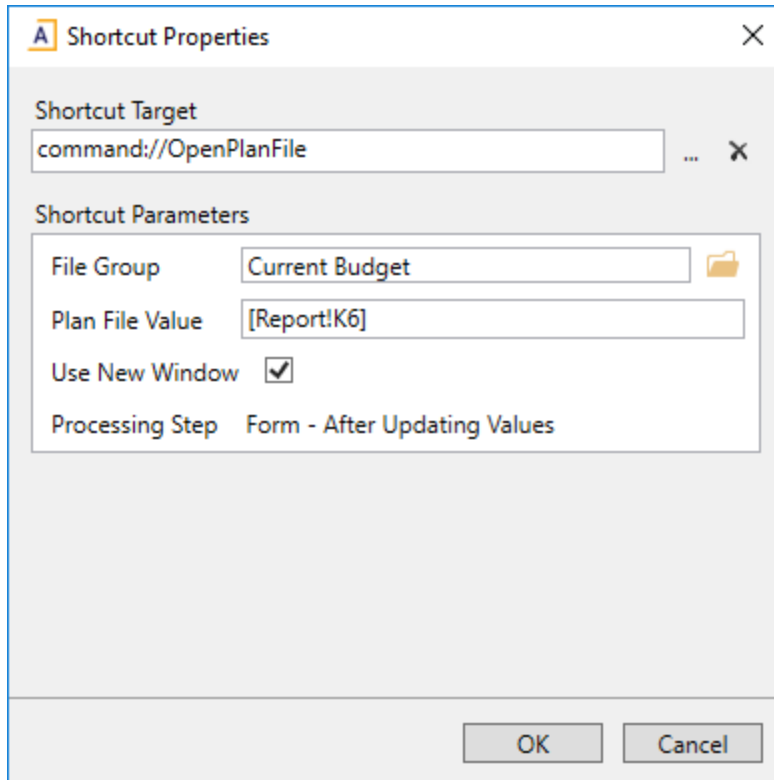 A Shortcut Properties
Shortcut Target
command://OpenPlanFile
...
Shortcut Parameters
File Group Current Budget
Plan File Value [Report!K6]
Use New Window
Processing Step Form - After Updating Values
OK Cancel